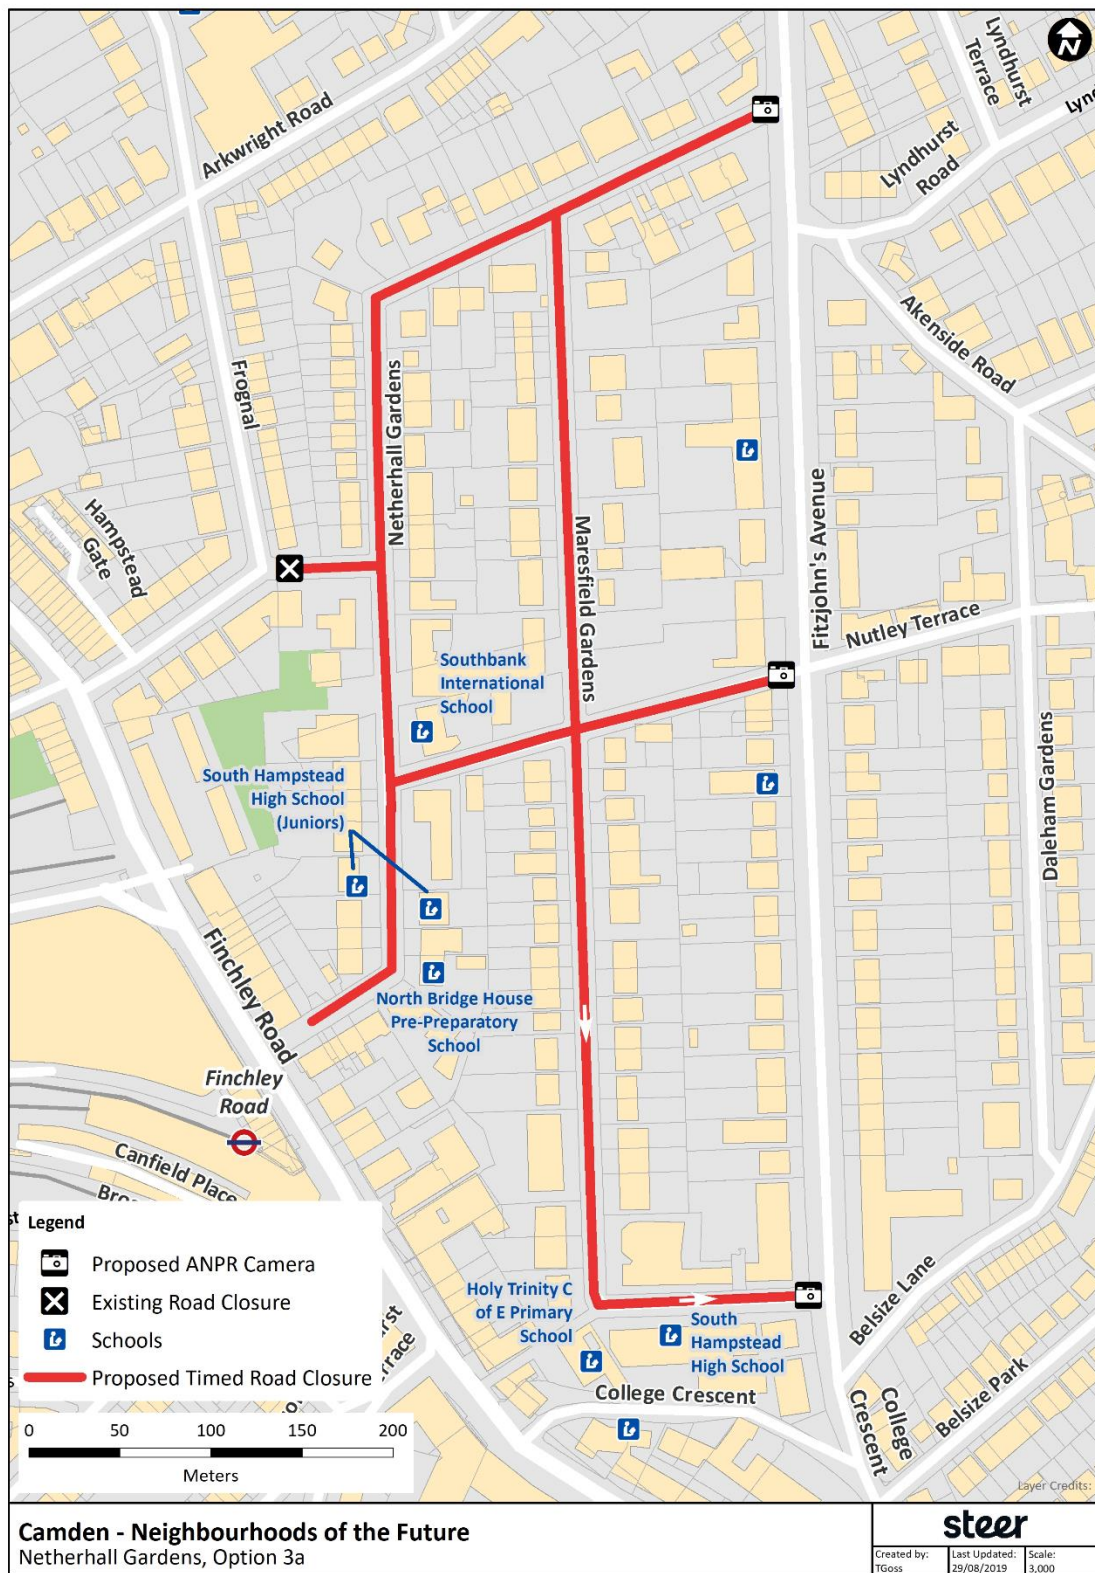 N
Lyndhurst
Terrace
Lyndhurst
Road
Arkwright Road
Akenside Road
Frognal
Netherhall Gardens
Hampstead
Gate
Maresfield Gardens
Fitzjohn's Avenue
Nutley Terrace
Southbank
International
School
Daleham Gardens
South Hampstead
High School
(Juniors)
Finchley Road
North Bridge House
Pre-Preparatory
School
Finchley
Road
Canfield Place
Belsize Lane
Holy Trinity C
of E Primary
School
South
Hampstead
High School
College Crescent
College
Crescent
Belsize Park
Legend
Proposed ANPR Camera
Existing Road Closure
Schools
Proposed Timed Road Closure
0 50 100 150 200
Meters
Layer Credits:
Camden - Neighbourhoods of the Future
Netherhall Gardens, Option 3a
steer
Created by: Last Updated: Scale:
TGoss 29/08/2019 3,000